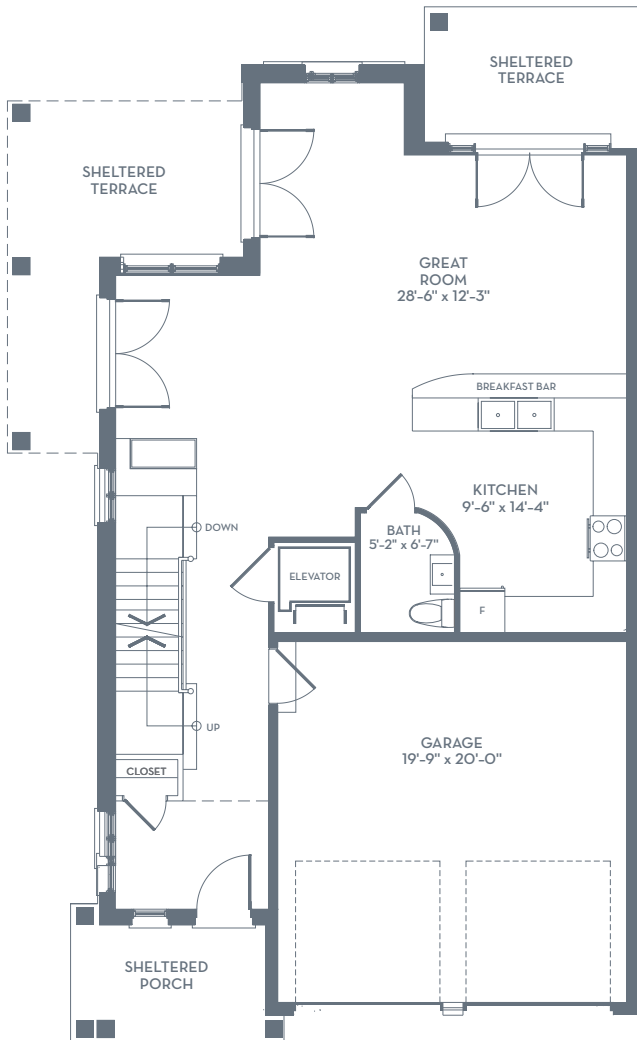 SHELTERED
TERRACE
SHELTERED
TERRACE
GREAT
ROOM
28'-6" x 12'-3"
BREAKFAST BAR
KITCHEN
9'-6" x 14'-4"
BATH
5'-2" x 6'-7"
DOWN
ELEVATOR
F
UP
GARAGE
19'-9" x 20'-0"
CLOSET
SHELTERED
PORCH